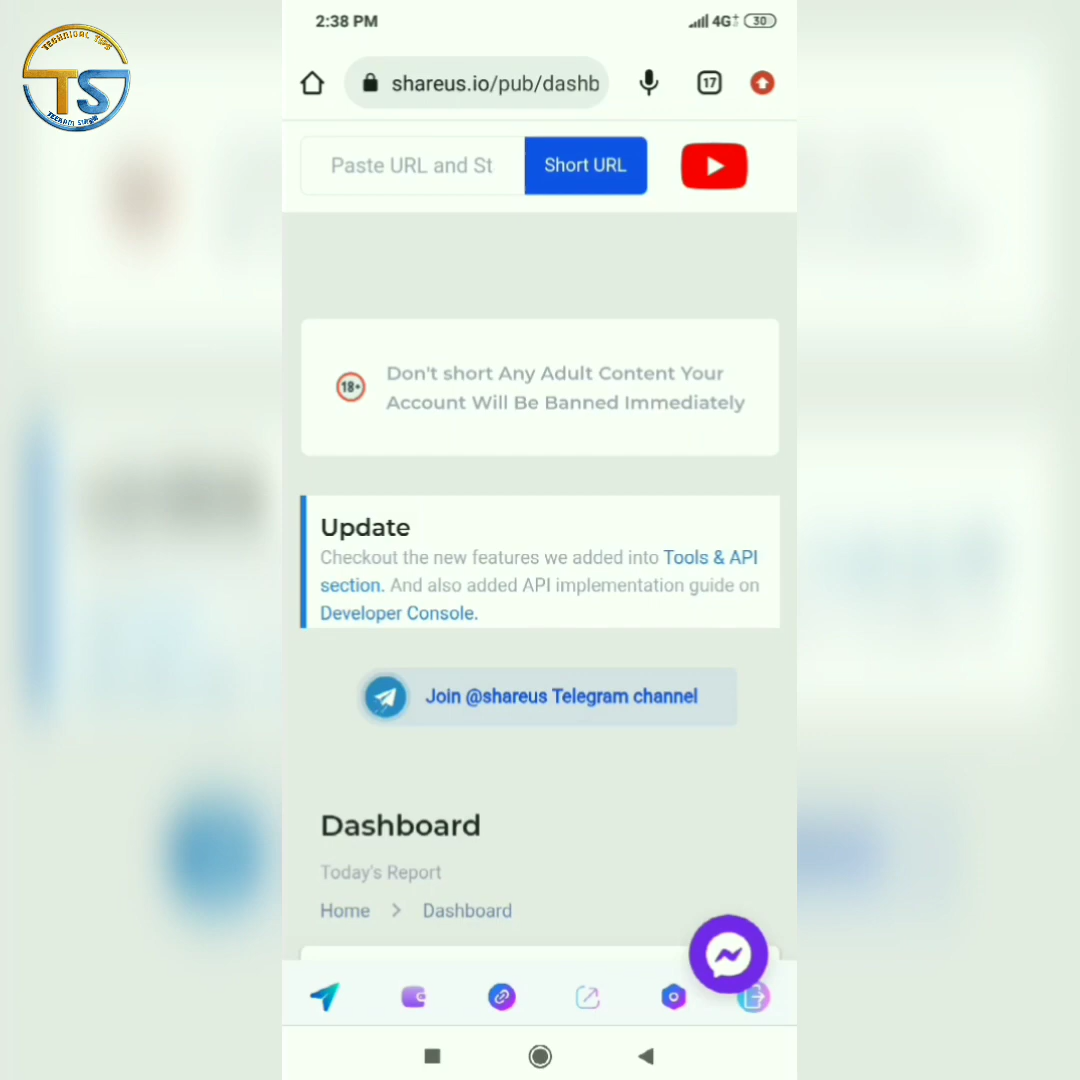 TECHNICAL TIPS
TS
2:38 PM
4G+
30
shareus.io/pub/dashb
17
Paste URL and St
Short URL
18+
Don't short Any Adult Content Your
Account Will Be Banned Immediately
Update
Checkout the new features we added into Tools & API
section. And also added API implementation guide on
Developer Console.
Join @shareus Telegram channel
Dashboard
Today's Report
Home > Dashboard